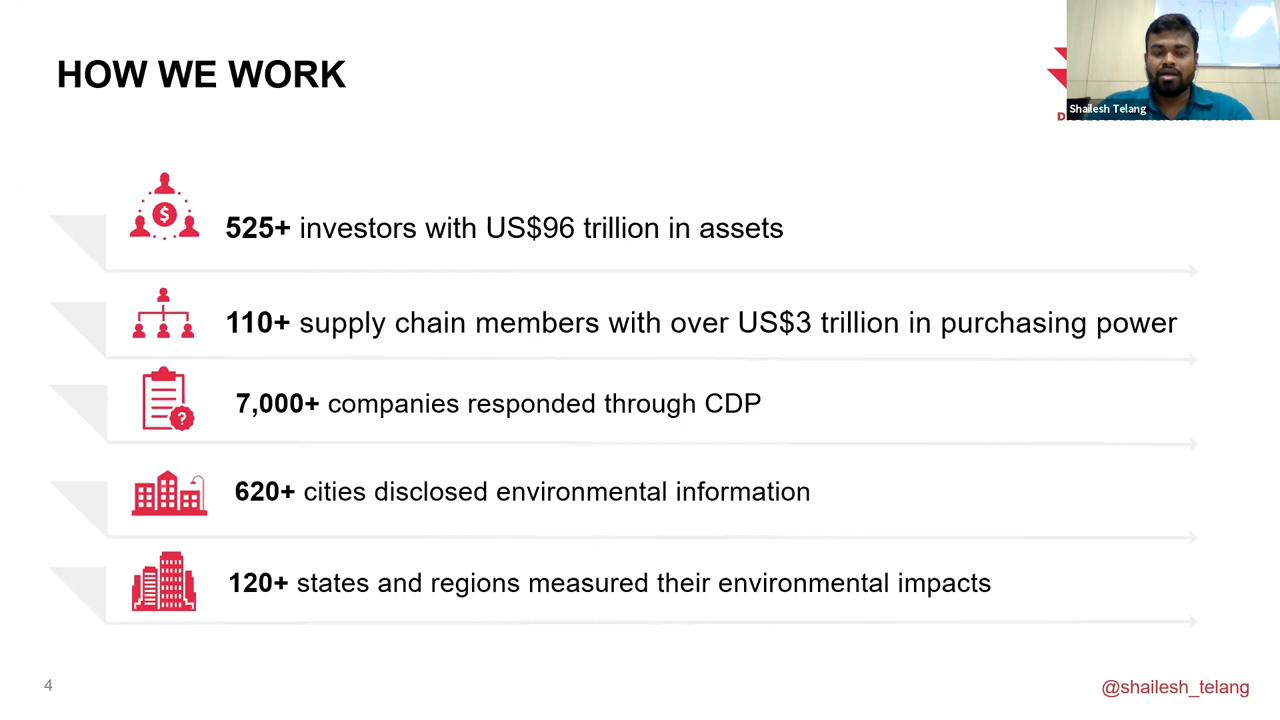 HOW WE WORK
Shailesh Telang
525+ investors with US$96 trillion in assets
110+ supply chain members with over US$3 trillion in purchasing power
7,000+ companies responded through CDP
620+ cities disclosed environmental information
120+ states and regions measured their environmental impacts
4
@shailesh_telang